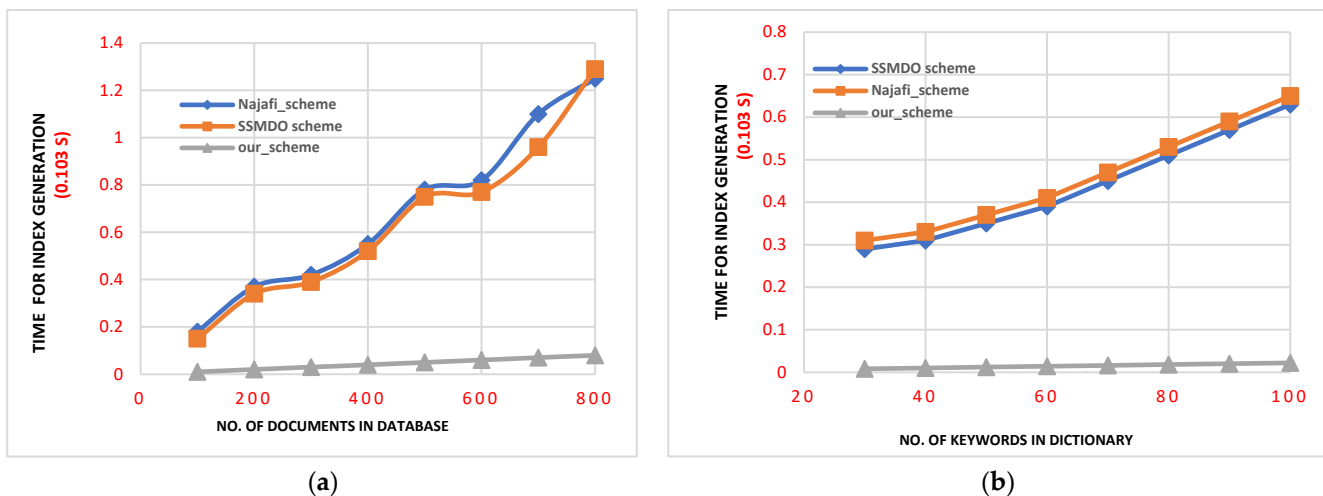 TIME FOR INDEX GENERATION
(0.103 S)
1.4
1.2
1
0.8
0.6
0.4
0.2
0
Najafi_scheme
SSMDO scheme
our_scheme
0 200 400 600 800
NO. OF DOCUMENTS IN DATABASE
(a)
TIME FOR INDEX GENERATION
(0.103 S)
0.8
0.7
0.6
0.5
0.4
0.3
0.2
0.1
0
SSMDO scheme
Najafi_scheme
our_scheme
20 40 60 80 100
NO. OF KEYWORDS IN DICTIONARY
(b)